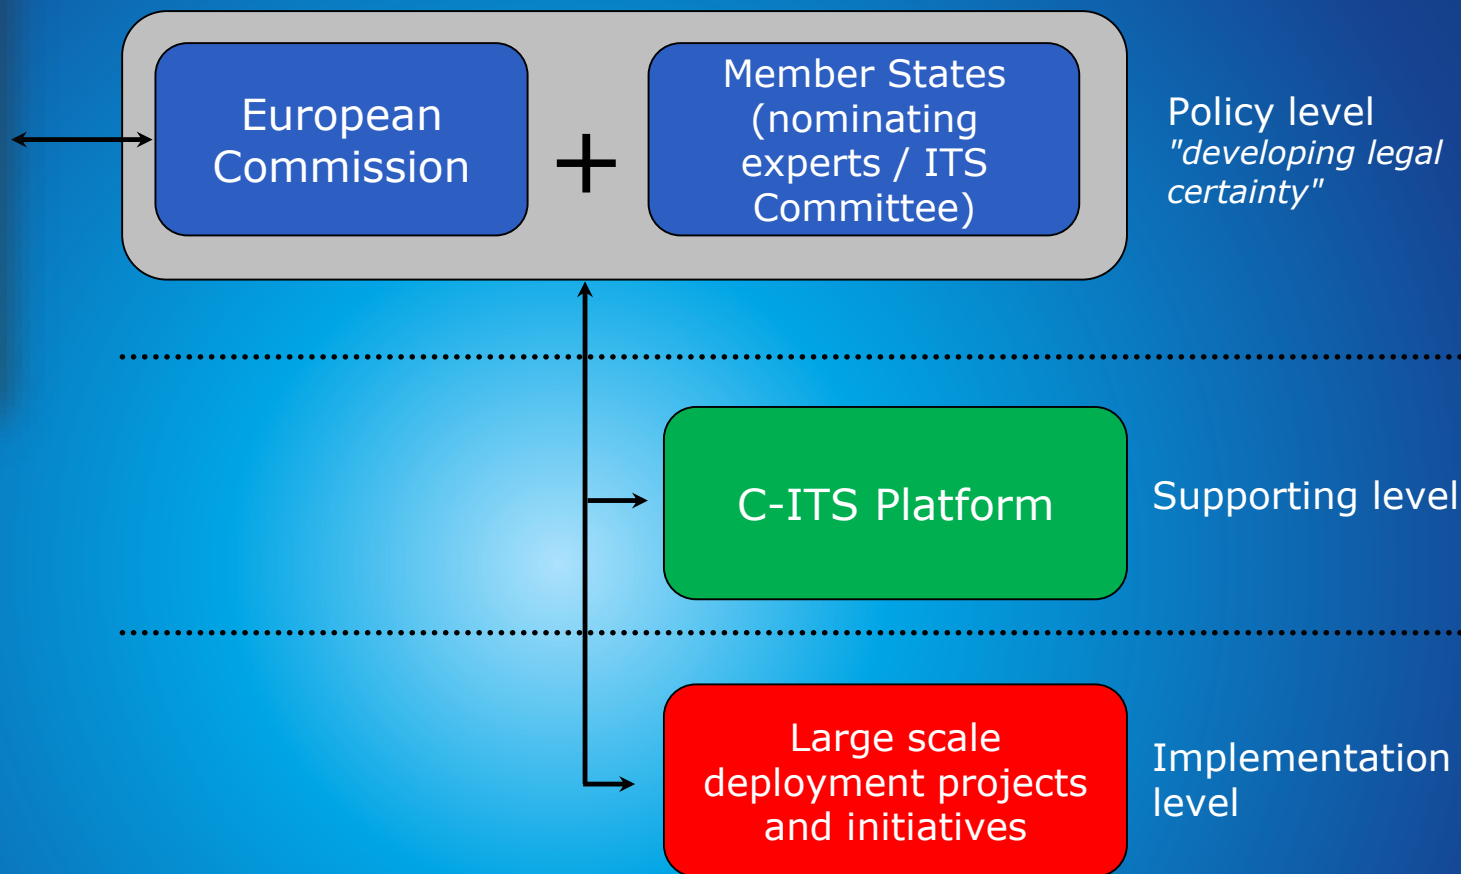 European
Commission
+
Member States
(nominating
experts / ITS
Committee)
Policy level
"developing legal
certainty"
C-ITS Platform
Supporting level
Large scale
deployment projects
and initiatives
Implementation
level